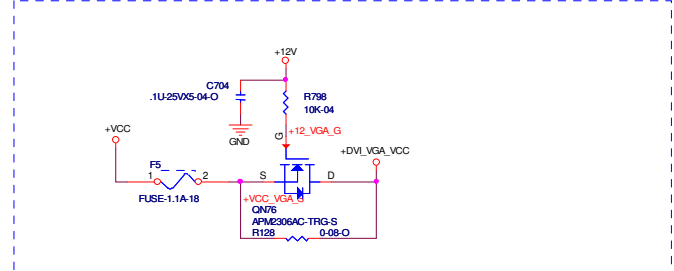 +12V
C704
.1U-25VX5-04-O
R798
10K-04
GND
G
+12_VGA_G
+VCC
+DVI_VGA_VCC
F5
1
2
S
D
FUSE-1.1A-18
+VCC_VGA_S
QN76
APM2306AC-TRG-S
R128
0-08-O